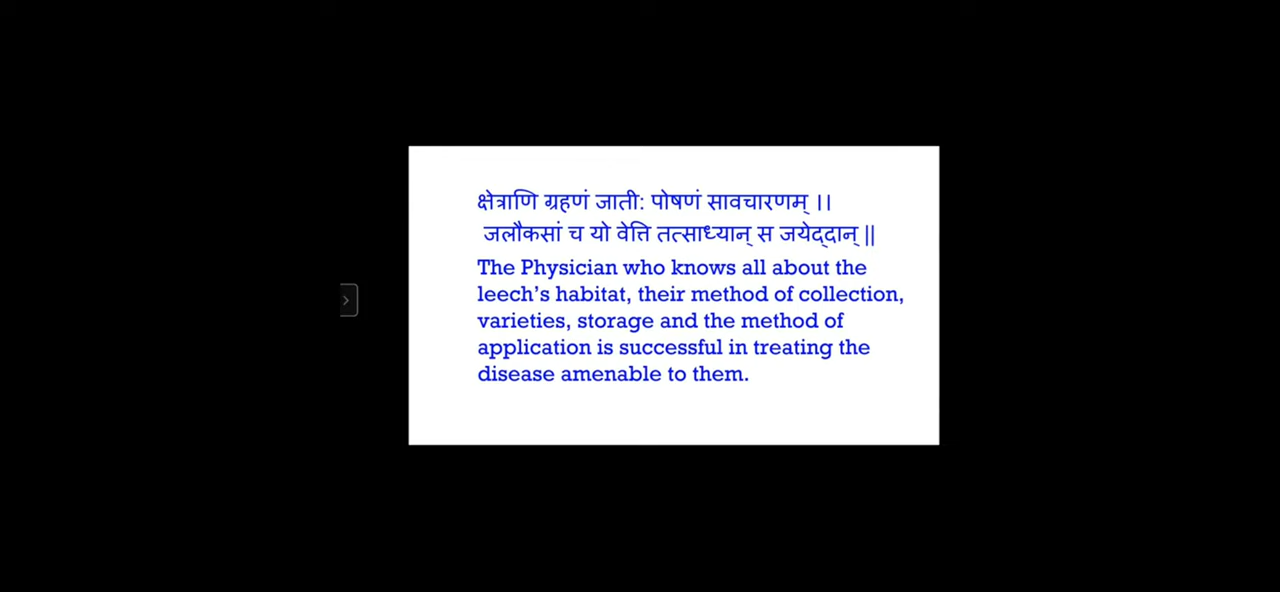 क्षेत्राणि ग्रहणं जाती: पोषणं सावचारणम् ।।
जलौकसां च यो वेत्ति तत्साध्यान् स जयेद्दान् ||
The Physician who knows all about the
leech's habitat, their method of collection,
varieties, storage and the method of
application is successful in treating the
disease amenable to them.